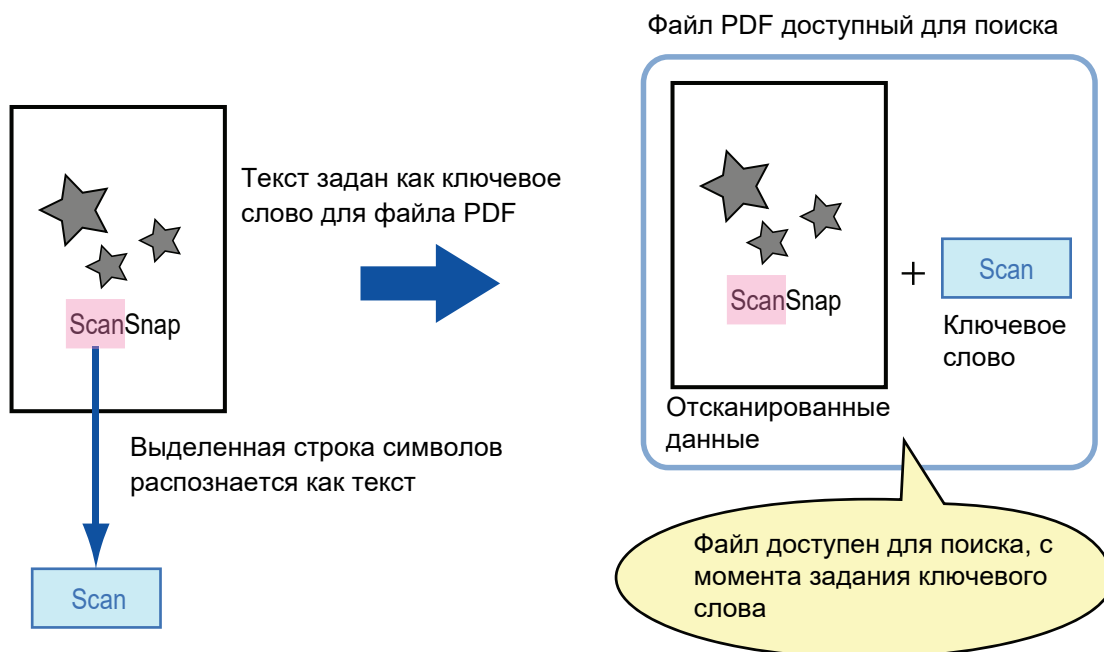 Файл PDF доступный для поиска
Текст задан как ключевое
слово для файла PDF
ScanSnap
Выделенная строка символов
распознается как текст
Scan
ScanSnap
+
Scan
Ключевое
слово
Отсканированные
данные
Файл доступен для поиска, с
момента задания ключевого
слова